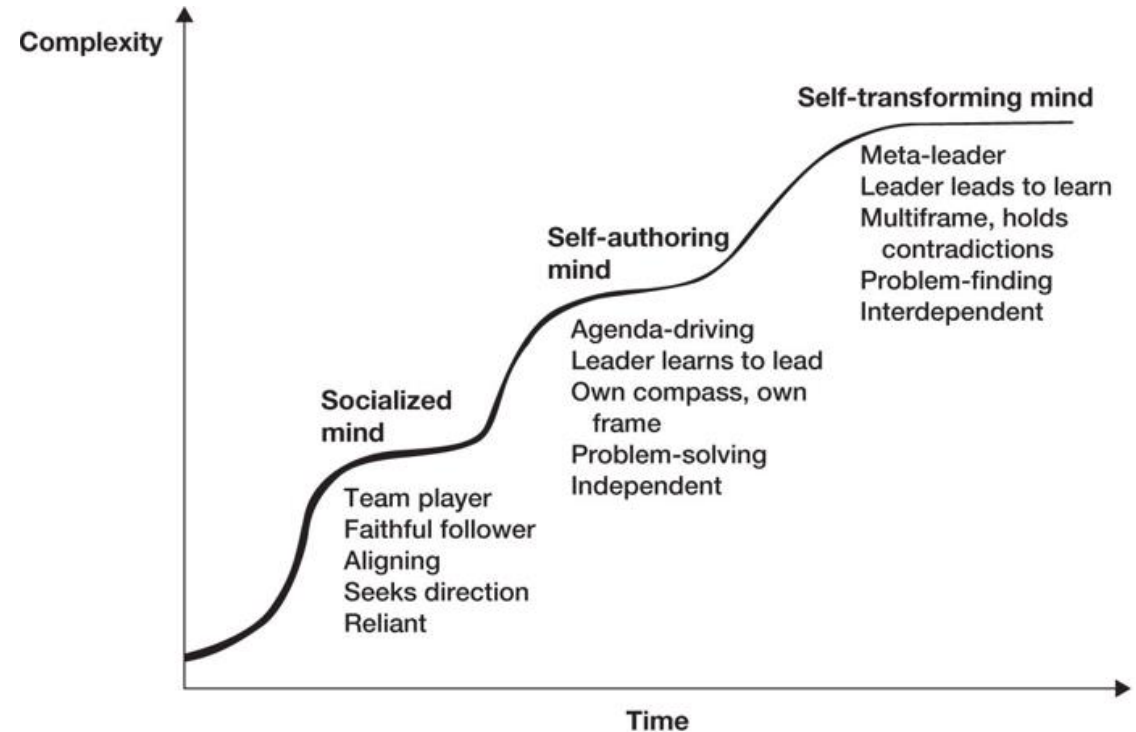 Complexity
Self-transforming mind
Meta-leader
Leader leads to learn
Multiframe, holds
contradictions
Problem-finding
Interdependent
Self-authoring
mind
Agenda-driving
Leader learns to lead
Own compass, own
frame
Problem-solving
Independent
Socialized
mind
Team player
Faithful follower
Aligning
Seeks direction
Reliant
Time